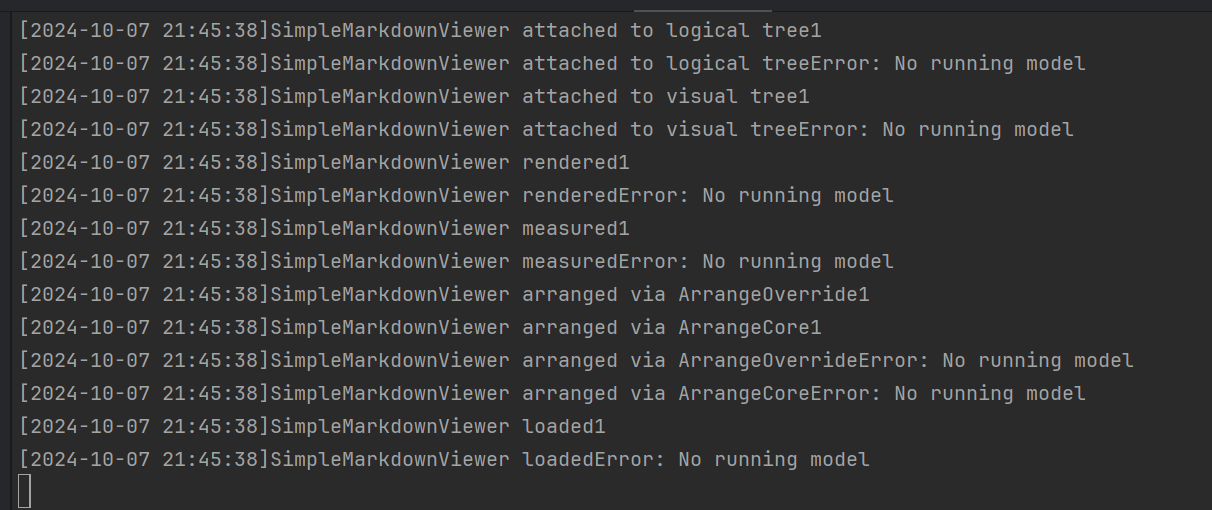 [2024-10-07 21:45:38]SimpleMarkdownViewer attached to logical tree1
[2024-10-07 21:45:38]SimpleMarkdownViewer attached to logical treeError: No running model
[2024-10-07 21:45:38]SimpleMarkdownViewer attached to visual tree1
[2024-10-07 21:45:38]SimpleMarkdownViewer attached to visual treeError: No running model
[2024-10-07 21:45:38]SimpleMarkdownViewer rendered1
[2024-10-07 21:45:38]SimpleMarkdownViewer renderedError: No running model
[2024-10-07 21:45:38]SimpleMarkdownViewer measured1
[2024-10-07 21:45:38]SimpleMarkdownViewer measuredError: No running model
[2024-10-07 21:45:38]SimpleMarkdownViewer arranged via ArrangeOverride1
[2024-10-07 21:45:38]SimpleMarkdownViewer arranged via ArrangeCore1
[2024-10-07 21:45:38]SimpleMarkdownViewer arranged via ArrangeOverrideError: No running model
[2024-10-07 21:45:38]SimpleMarkdownViewer arranged via ArrangeCoreError: No running model
[2024-10-07 21:45:38]SimpleMarkdownViewer loaded1
[2024-10-07 21:45:38]SimpleMarkdownViewer loadedError: No running model